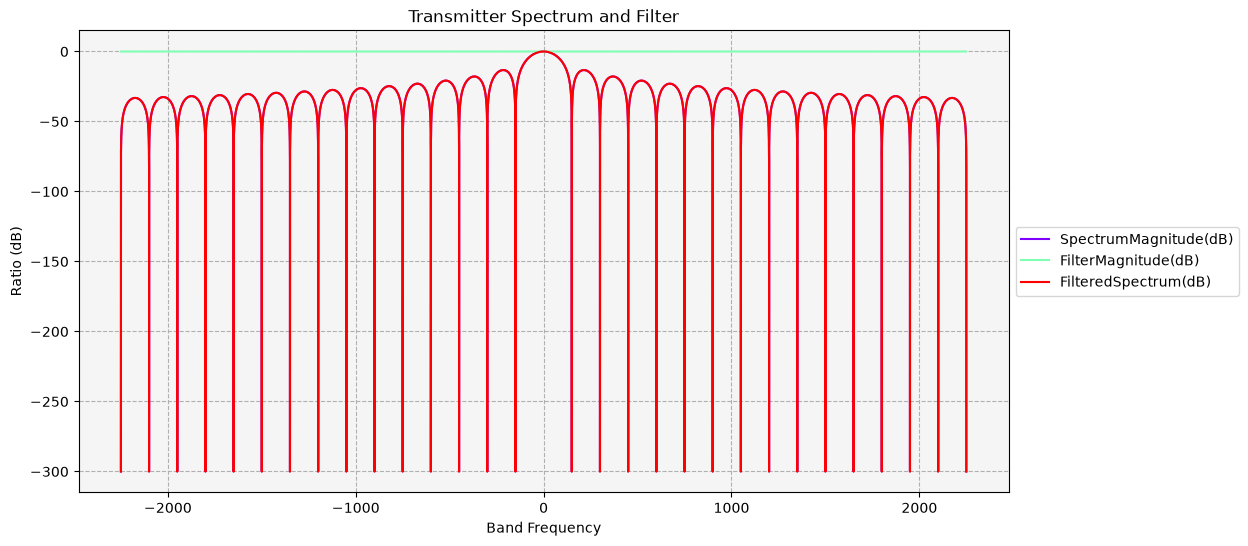 Transmitter Spectrum and Filter
Ratio (dB)
0
−50
−100
−150
−200
−250
−300
−2000
−1000
0
1000
2000
Band Frequency
SpectrumMagnitude(dB)
FilterMagnitude(dB)
FilteredSpectrum(dB)